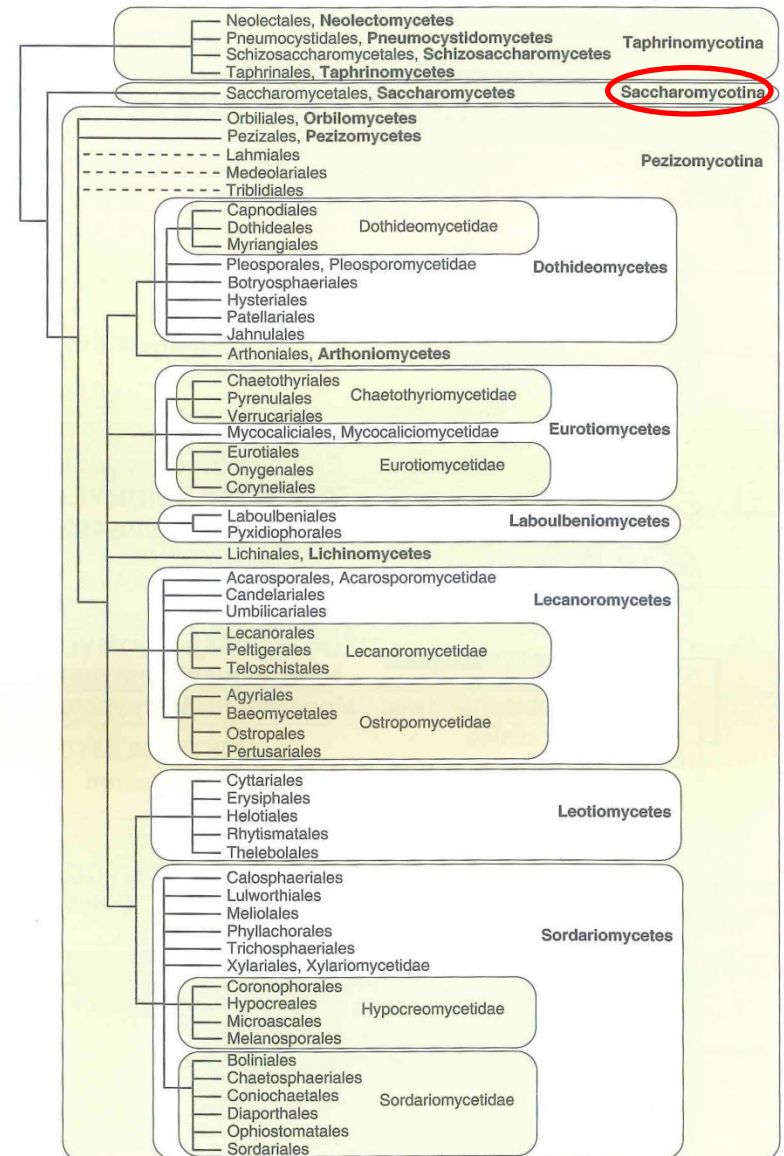 Neolectales, Neolectomycetes
Pneumocystidales, Pneumocystidomycetes
Taphrinomycotina
Schizosaccharomycetales, Schizosaccharomycetes
Taphrinales, Taphrinomycetes
Saccharomycetales, Saccharomycetes Saccharomycotina
Orbiliales, Orbilomycetes
Pezizales, Pezizomycetes
Lahmiales Pezizomycotina
Medeolariales
Triblidiales
Capnodiales
Dothideales Dothideomycetidae
Myriangiales
Pleosporales, Pleosporomycetidae Dothideomycetes
Botryosphaeriales
Hysteriales
Patellariales
Jahnulales
Arthoniales, Arthoniomycetes
Chaetothyriales
Pyrenulales Chaetothyriomycetidae
Verrucariales
Mycocaliciales, Mycocaliciomycetidae Eurotiomycetes
Eurotiales
Onygenales Eurotiomycetidae
Coryneliales
Laboulbeniales Laboulbeniomycetes
Pyxidiophorales
Lichinales, Lichinomycetes
Acarosporales, Acarosporomycetidae
Candelariales Lecanoromycetes
Umbilicariales
Lecanorales
Peltigerales Lecanoromycetidae
Teloschistales
Agyriales
Baeomycetales
Ostropales Ostropomycetidae
Pertusariales
Cyttariales
Erysiphales
Helotiales Leotiomycetes
Rhytismatales
Thelebolales
Calosphaeriales
Lulworthiales
Meliolales
Phyllachorales Sordariomycetes
Trichosphaeriales
Xylariales, Xylariomycetidae
Coronophorales
Hypocreales Hypocreomycetidae
Microascales
Melanosporales
Boliniales
Chaetosphaeriales
Coniochaetales Sordariomycetidae
Diaporthales
Ophiostomatales
Sordariales